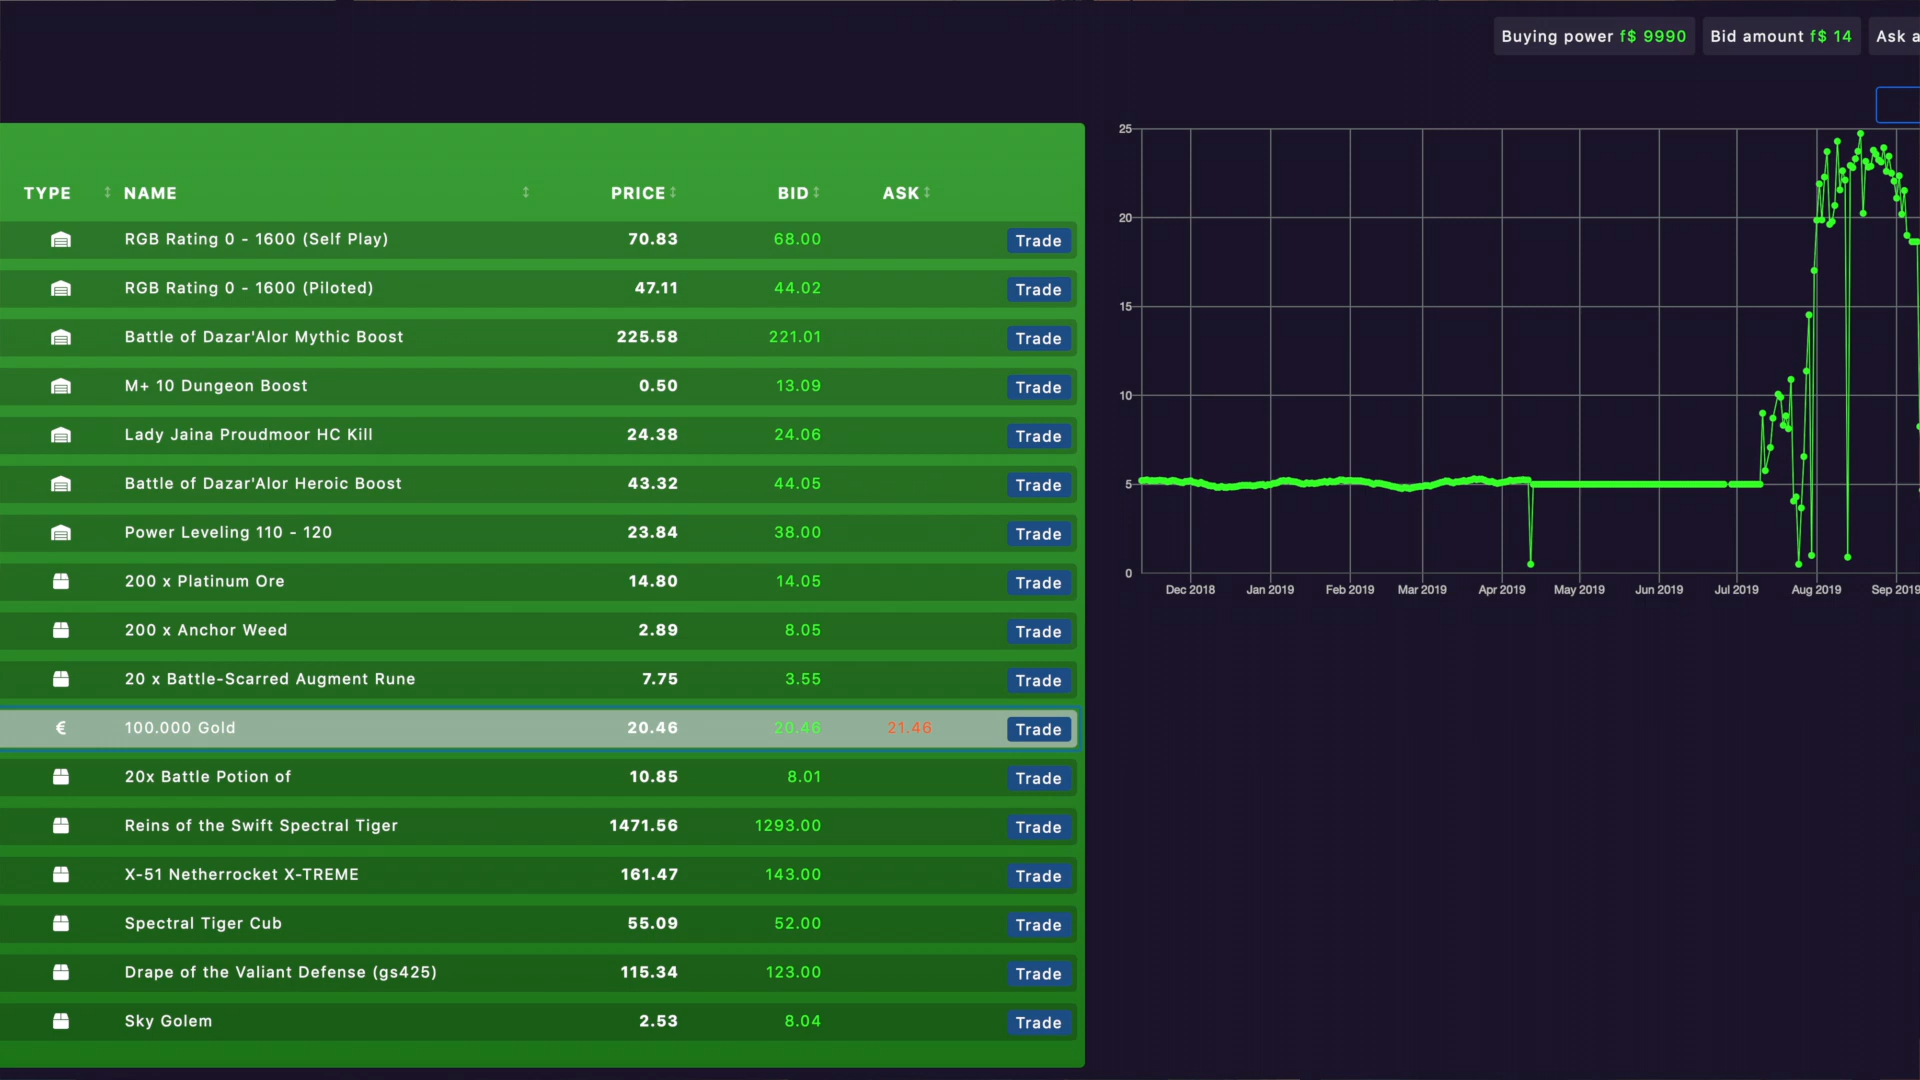 Buying power f$ 9990 Bid amount f$ 14 Ask a
TYPE NAME PRICE BID ASK
RGB Rating 0 - 1600 (Self Play) 70.83 68.00 Trade
RGB Rating 0 - 1600 (Piloted) 47.11 44.02 Trade
Battle of Dazar'Alor Mythic Boost 225.58 221.01 Trade
M+ 10 Dungeon Boost 0.50 13.09 Trade
Lady Jaina Proudmoor HC Kill 24.38 24.06 Trade
Battle of Dazar'Alor Heroic Boost 43.32 44.05 Trade
Power Leveling 110 - 120 23.84 38.00 Trade
200 x Platinum Ore 14.80 14.05 Trade
200 x Anchor Weed 2.89 8.05 Trade
20 x Battle-Scarred Augment Rune 7.75 3.55 Trade
€ 100.000 Gold 20.46 20.46 21.46 Trade
20x Battle Potion of 10.85 8.01 Trade
Reins of the Swift Spectral Tiger 1471.56 1293.00 Trade
X-51 Netherrocket X-TREME 161.47 143.00 Trade
Spectral Tiger Cub 55.09 52.00 Trade
Drape of the Valiant Defense (gs425) 115.34 123.00 Trade
Sky Golem 2.53 8.04 Trade
25
20
15
10
5
0
Dec 2018 Jan 2019 Feb 2019 Mar 2019 Apr 2019 May 2019 Jun 2019 Jul 2019 Aug 2019 Sep 2019